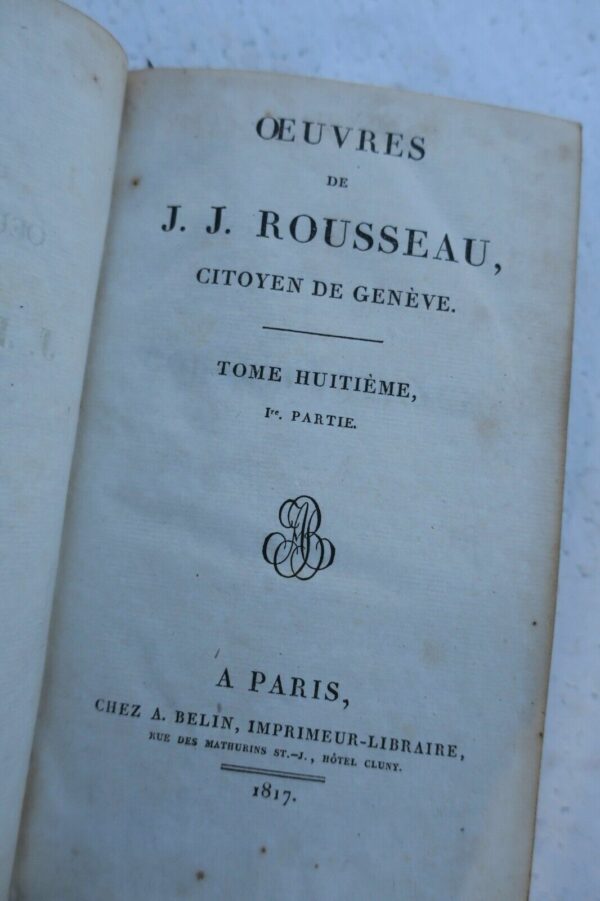 ŒUVRES
DE
J. J. ROUSSEAU,
CITOYEN DE GENÈVE.
TOME HUITIÈME,
Iʳᵉ. PARTIE.
A PARIS,
CHEZ A. BELIN, IMPRIMEUR-LIBRAIRE,
RUE DES MATHURINS ST.-J., HÔTEL CLUNY.
1817.